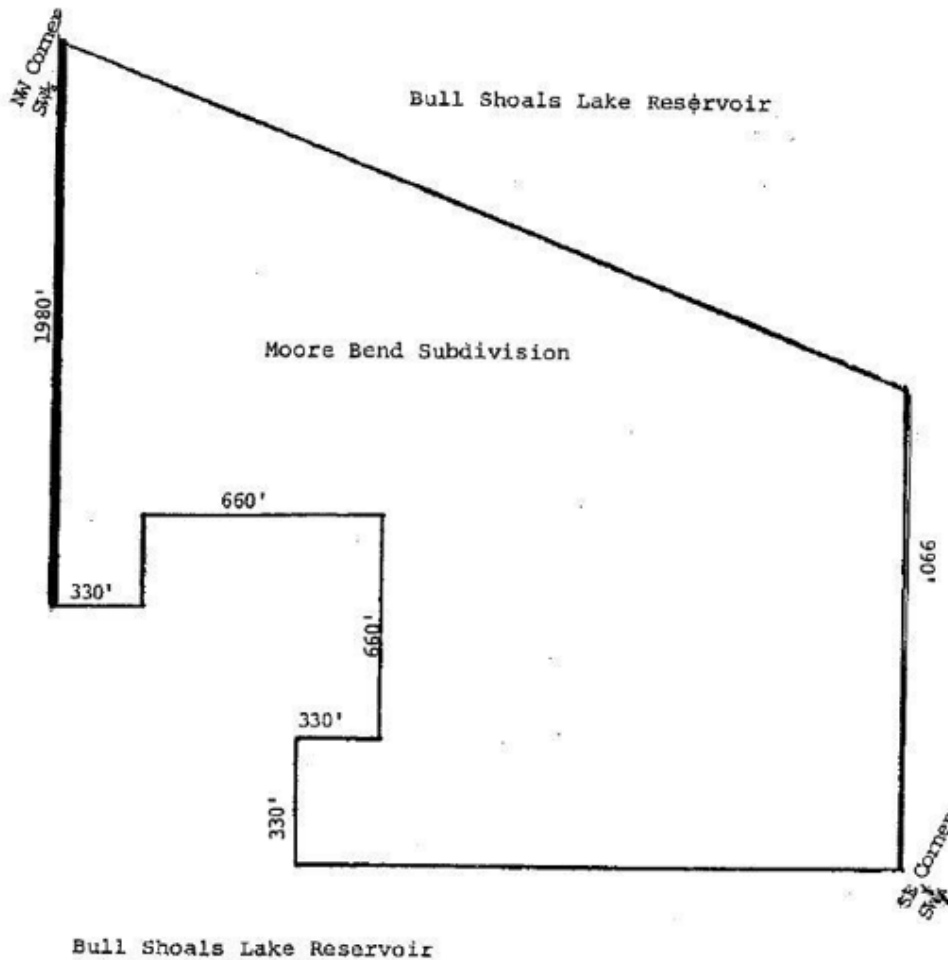 NW Corner
SW¼
Bull Shoals Lake Reservoir
1980'
Moore Bend Subdivision
660'
990'
330'
660'
330'
330'
SE Corner
SW¼
Bull Shoals Lake Reservoir